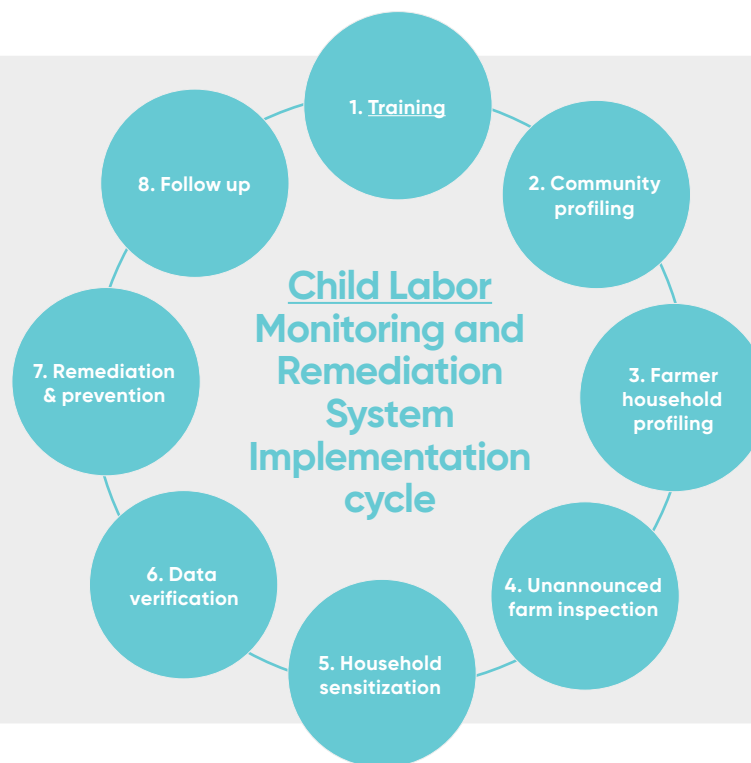 1. Training
8. Follow up
2. Community
profiling
Child Labor
Monitoring and
Remediation
System
Implementation
cycle
7. Remediation
& prevention
3. Farmer
household
profiling
6. Data
verification
4. Unannounced
farm inspection
5. Household
sensitization